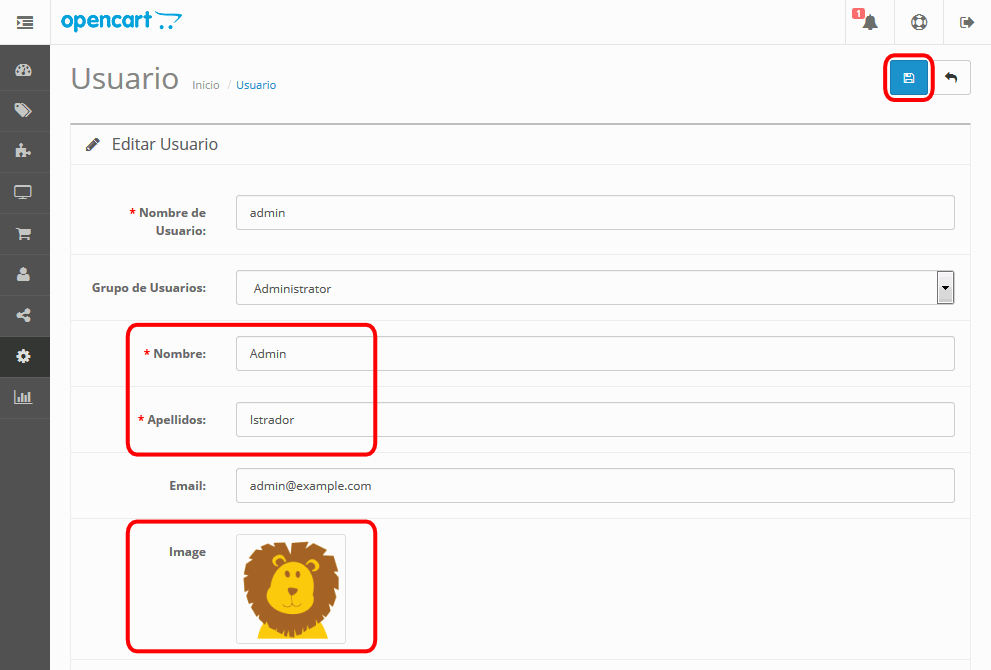 opencart
1
Usuario Inicio / Usuario
Editar Usuario
* Nombre de
Usuario:
admin
Grupo de Usuarios: Administrator
* Nombre: Admin
* Apellidos: Istrador
Email: admin@example.com
Image